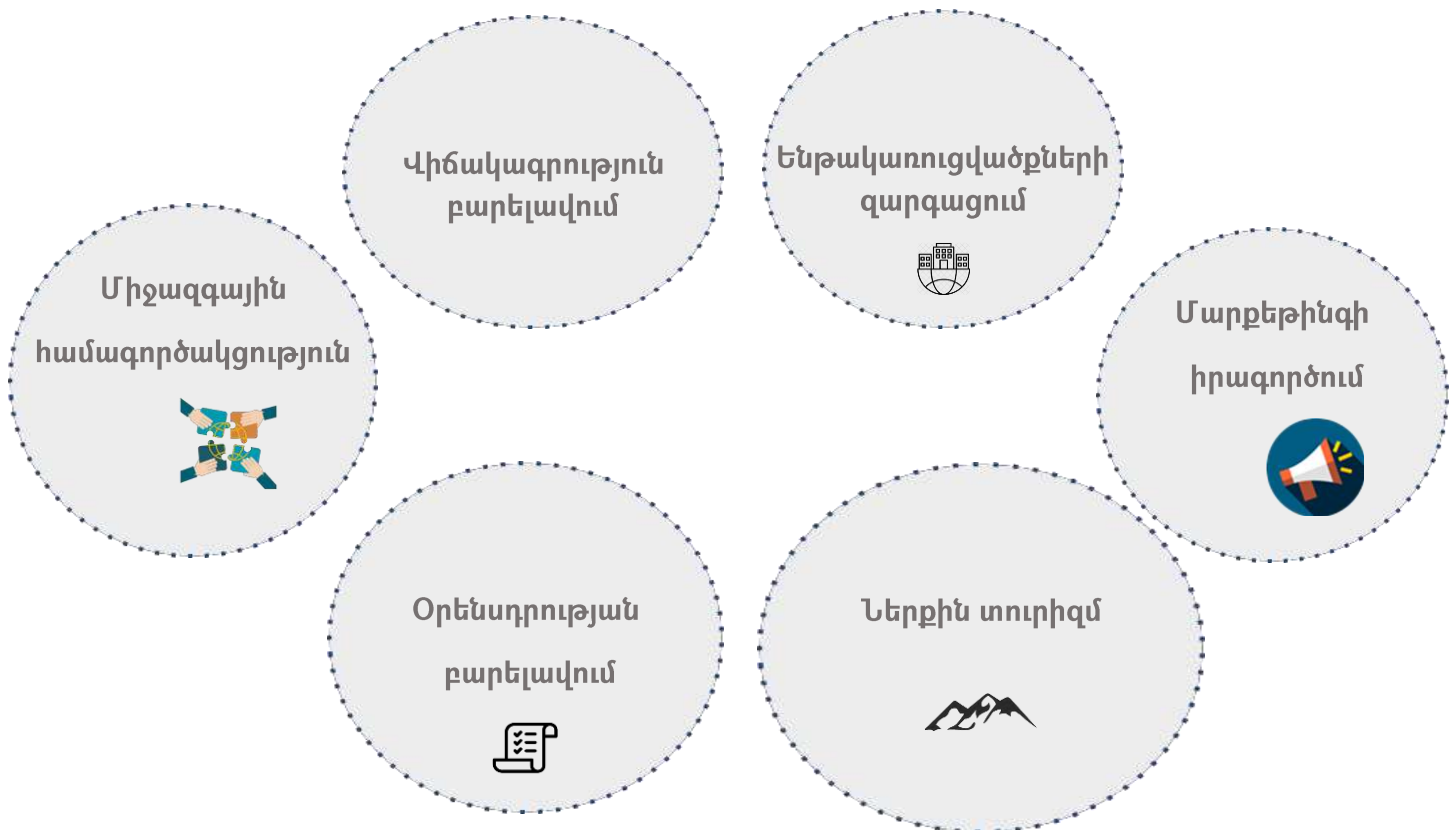 Վիճակագրություն
բարելավում
Ենթակառուցվածքների
զարգացում
Միջազգային
համագործակցություն
Մարքեթինգի
իրագործում
Օրենսդրության
բարելավում
Ներքին տուրիզմ